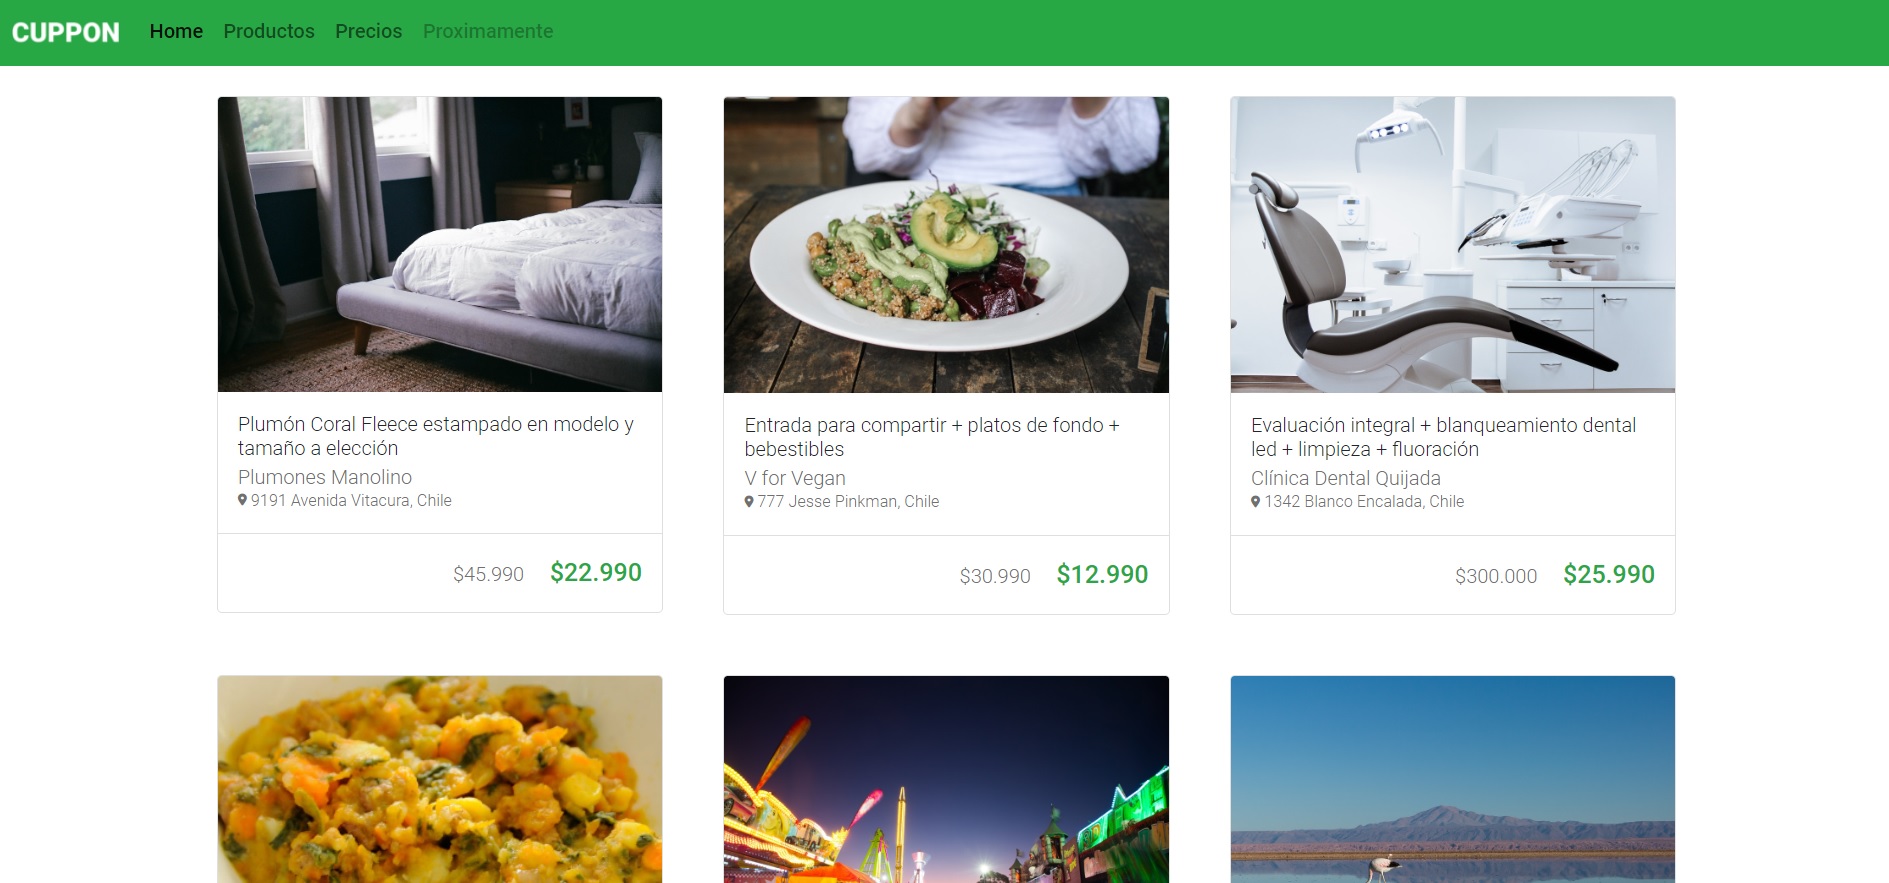 CUPPON Home Productos Precios Proximamente
Plumón Coral Fleece estampado en modelo y
tamaño a elección
Plumones Manolino
9191 Avenida Vitacura, Chile
$45.990 $22.990
Entrada para compartir + platos de fondo +
bebestibles
V for Vegan
777 Jesse Pinkman, Chile
$30.990 $12.990
Evaluación integral + blanqueamiento dental
led + limpieza + fluoración
Clínica Dental Quijada
1342 Blanco Encalada, Chile
$300.000 $25.990